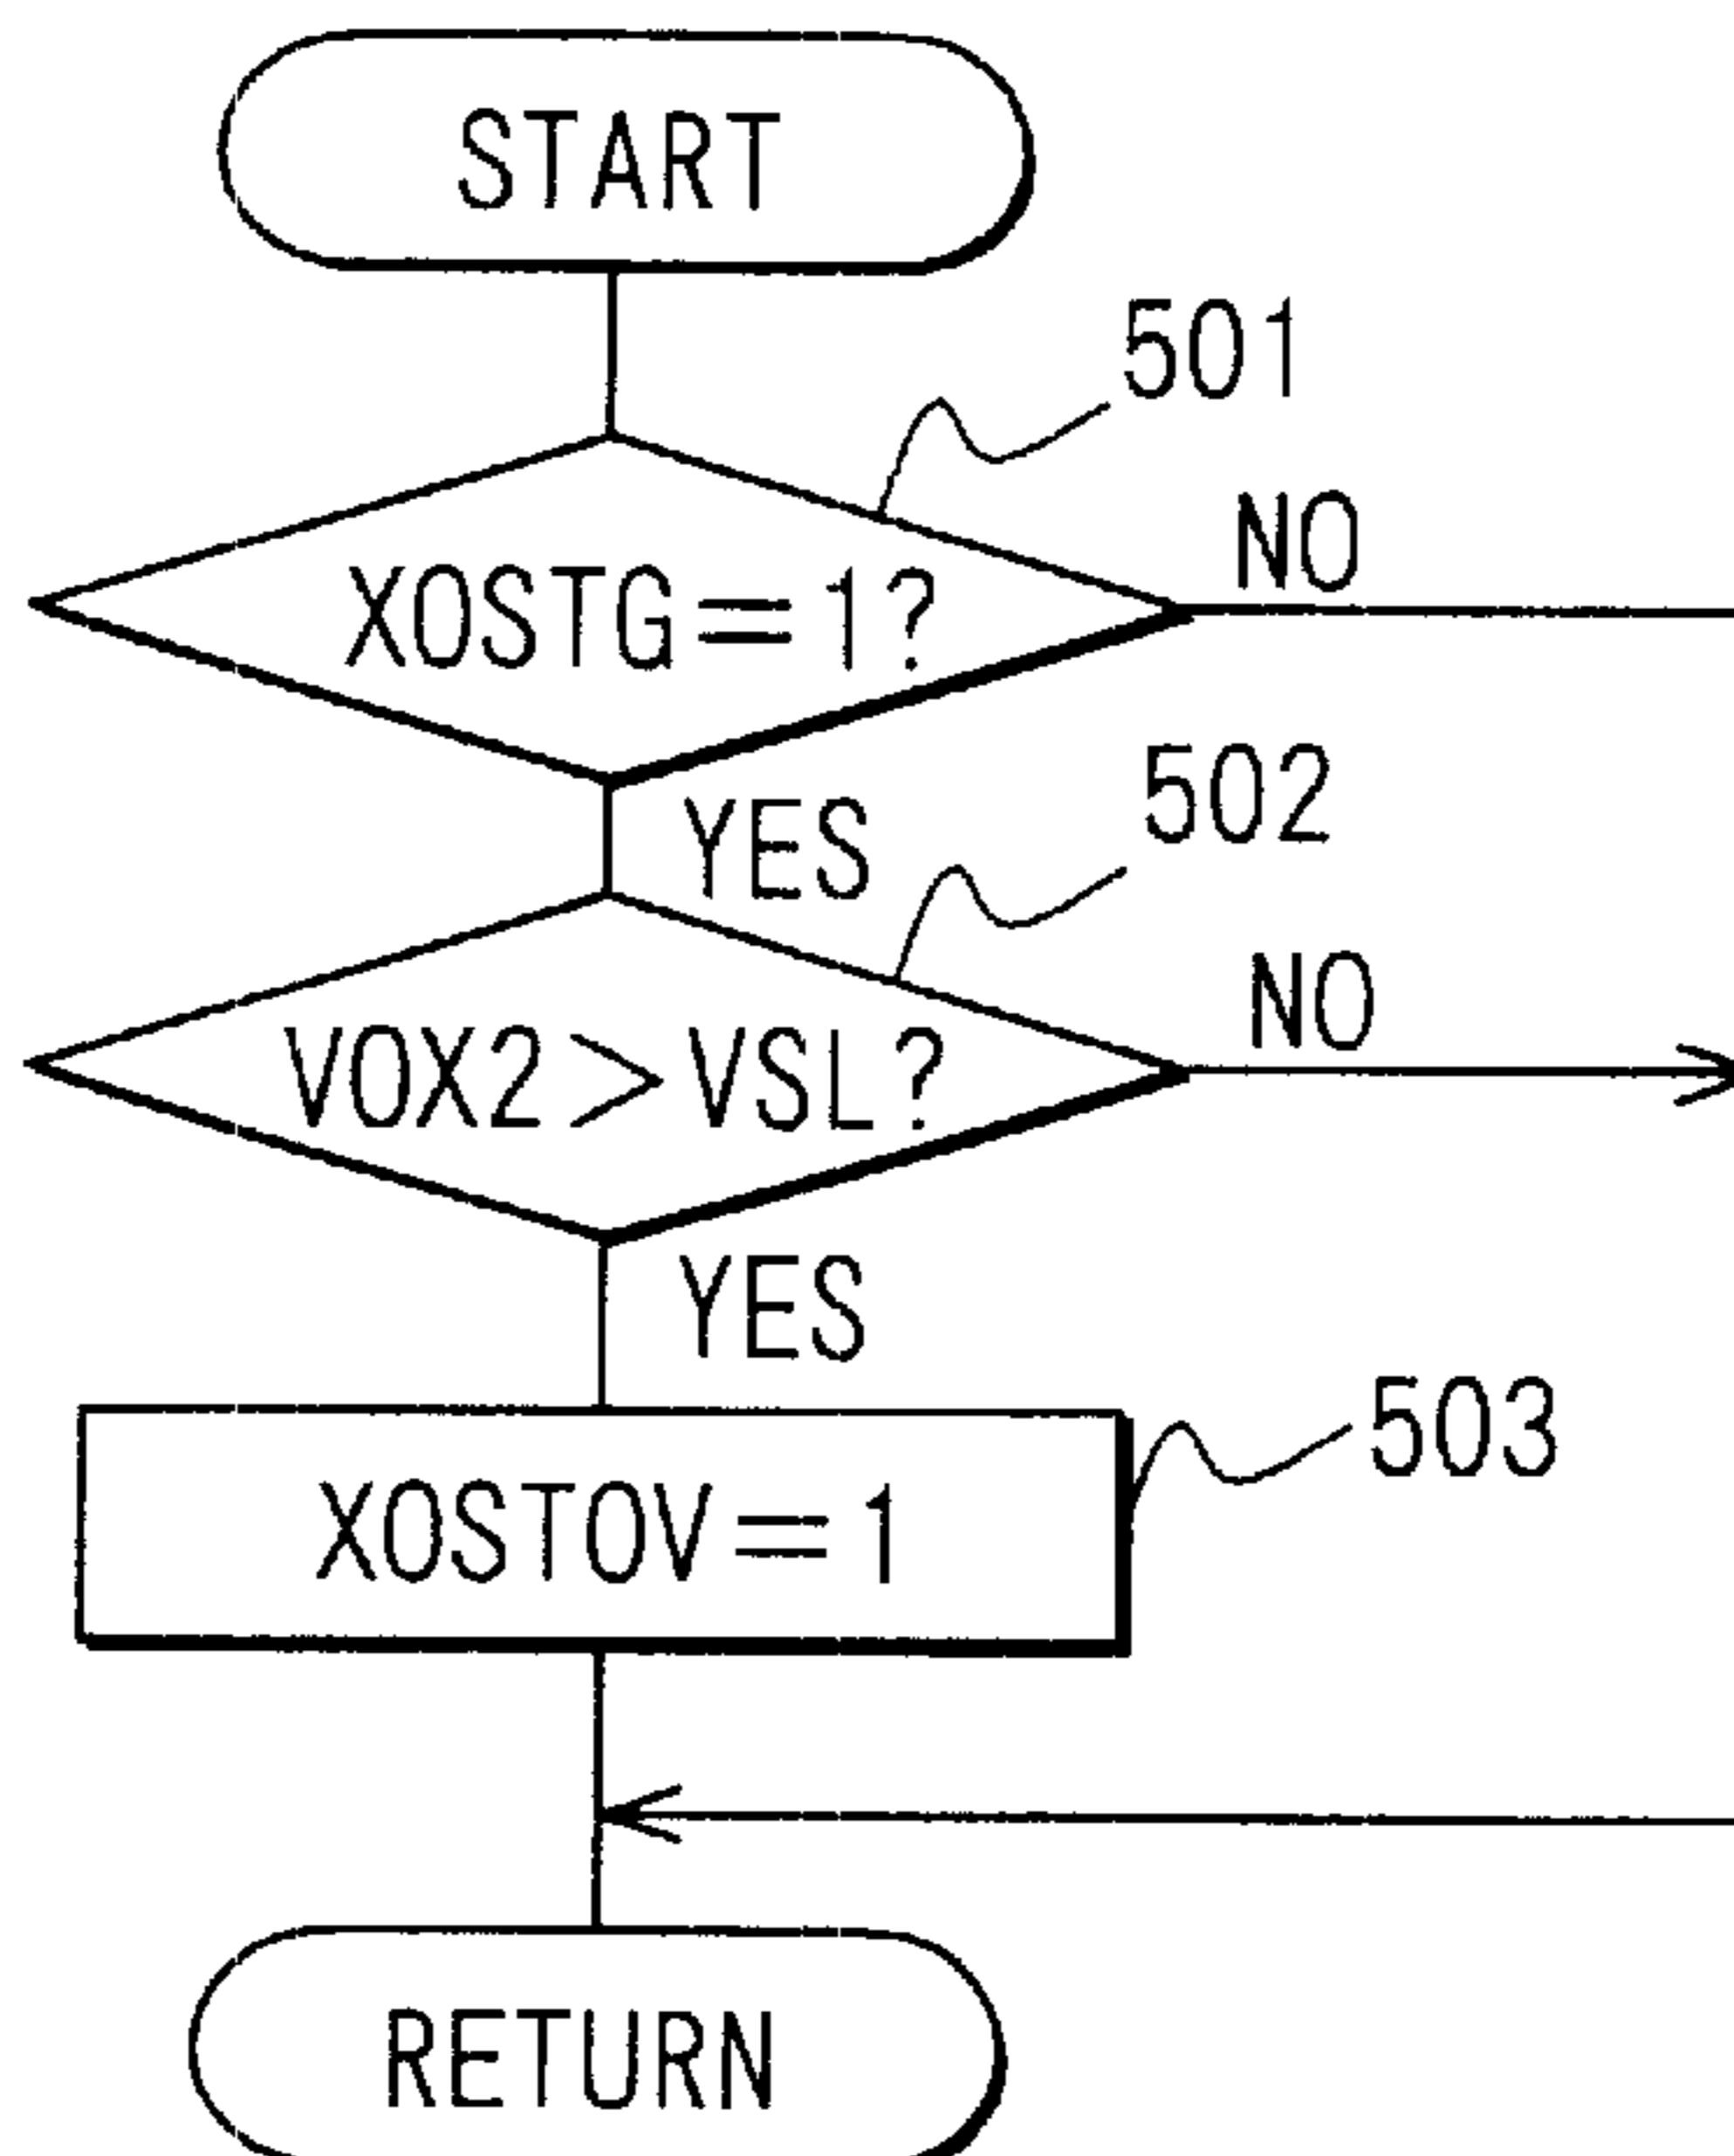 START
501
NO
XOSTG=1?
502
YES
NO
VOX2>VSL?
YES
503
XOSTOV=1
RETURN